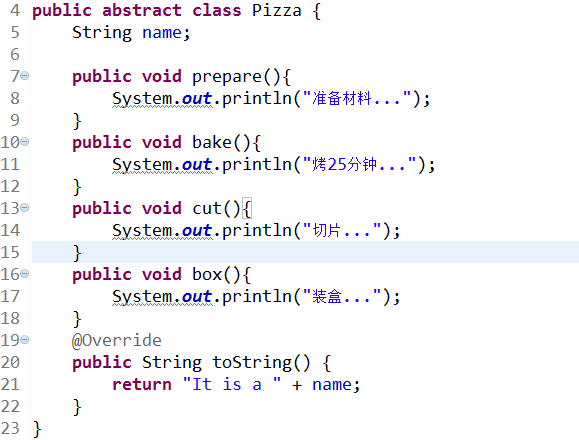 4 public abstract class Pizza {
5 String name;
6
7 public void prepare(){
8 System.out.println("准备材料...");
9 }
10 public void bake(){
11 System.out.println("烤25分钟...");
12 }
13 public void cut(){
14 System.out.println("切片...");
15 }
16 public void box(){
17 System.out.println("装盒...");
18 }
19 @Override
20 public String toString() {
21 return "It is a " + name;
22 }
23 }